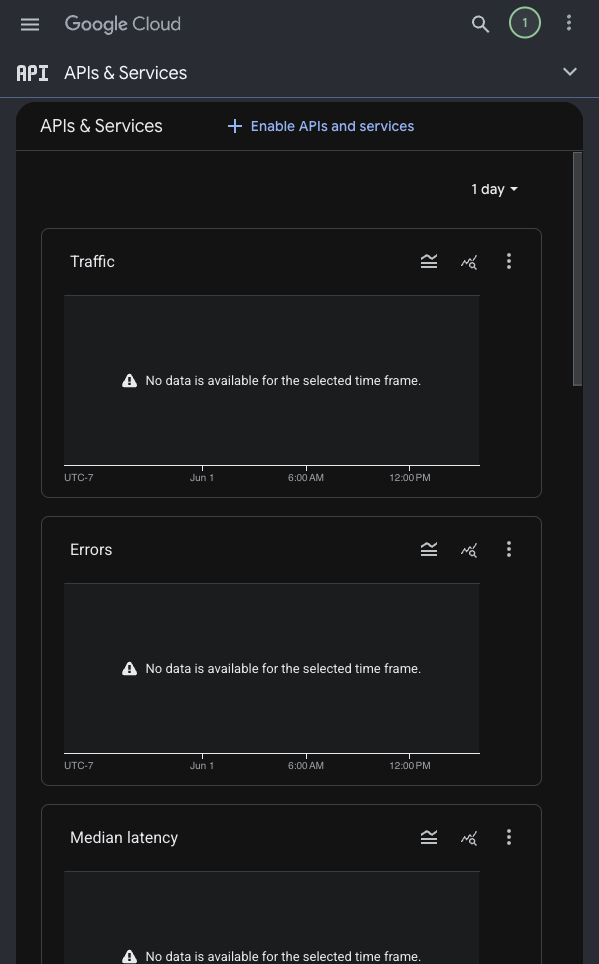 Google Cloud
1
API APIs & Services
APIs & Services
Enable APIs and services
1 day
Traffic
No data is available for the selected time frame.
UTC-7 Jun 1 6:00 AM 12:00 PM
Errors
No data is available for the selected time frame.
UTC-7 Jun 1 6:00 AM 12:00 PM
Median latency
No data is available for the selected time frame.